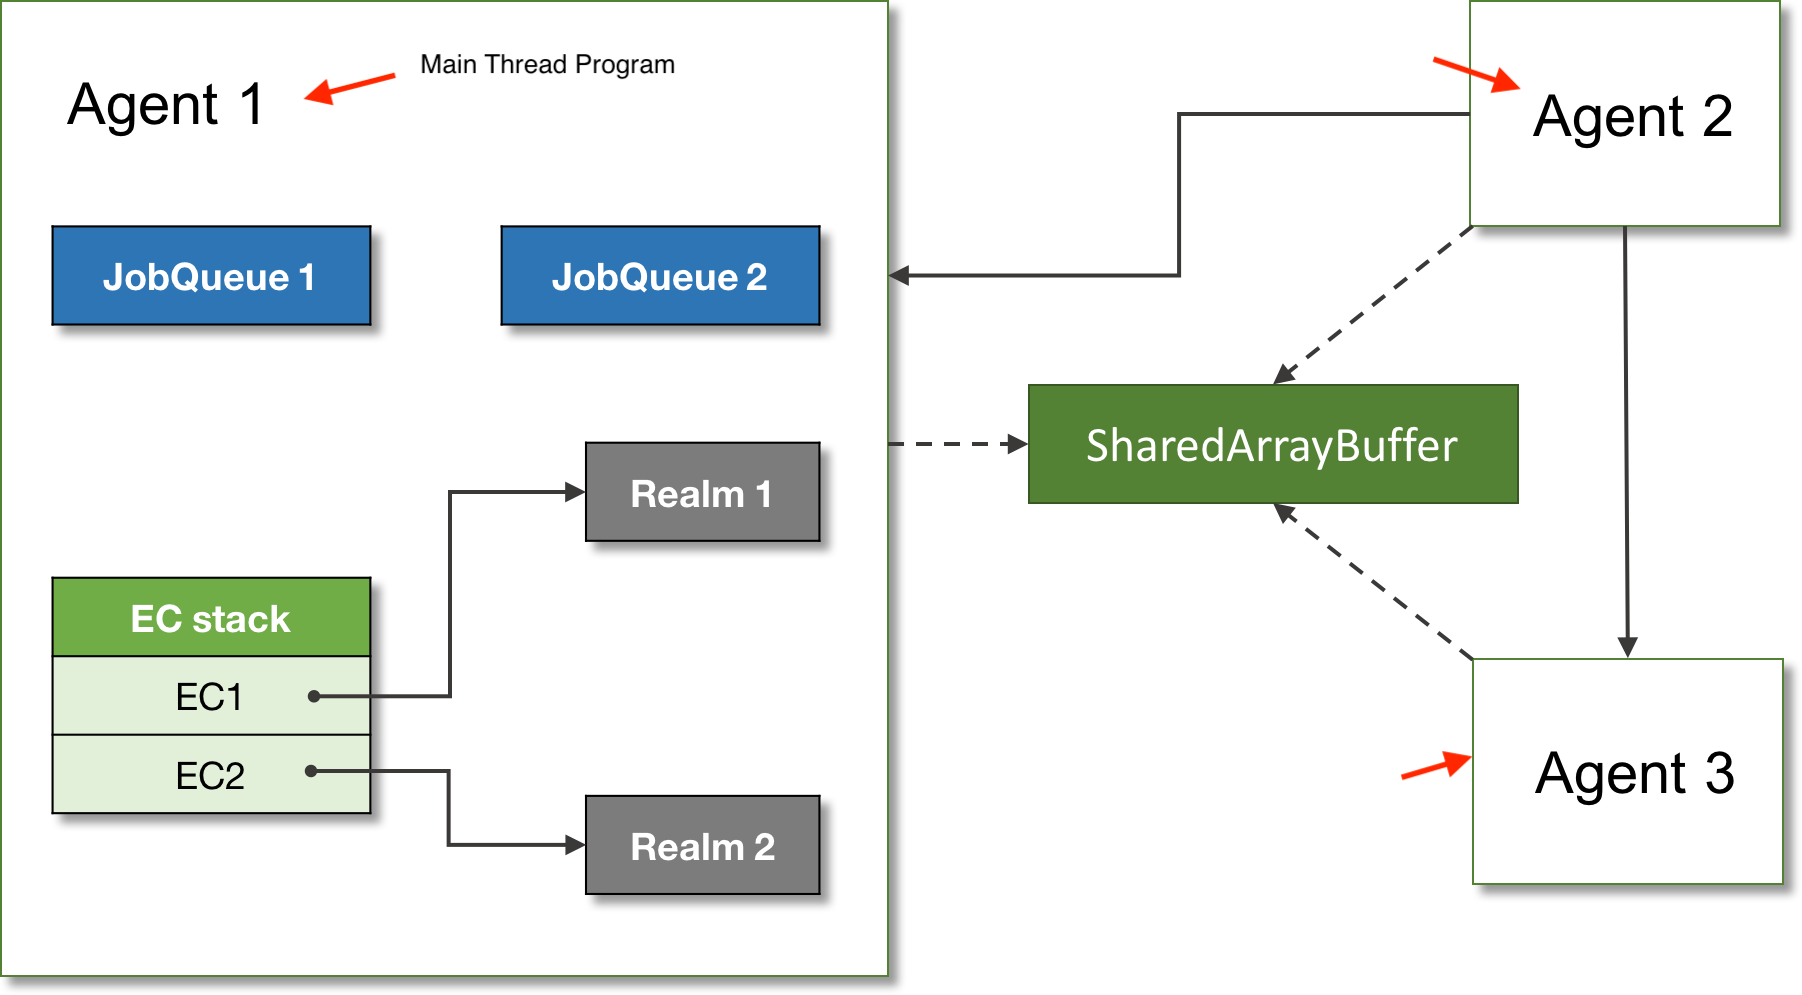 Main Thread Program
Agent 1
Agent 2
JobQueue 1
JobQueue 2
SharedArrayBuffer
Realm 1
EC stack
EC1
EC2
Agent 3
Realm 2